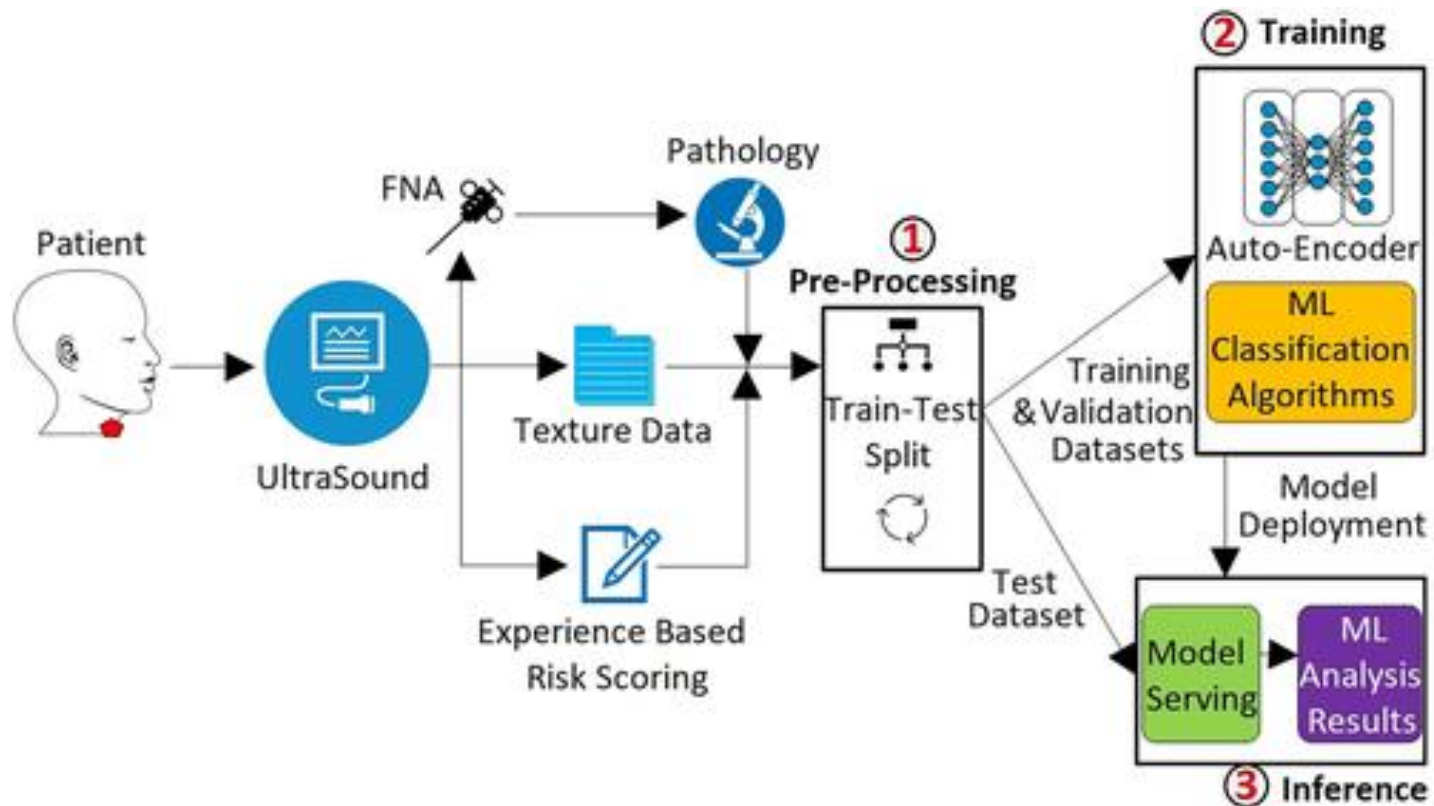 ② Training
Pathology
FNA
Patient
①
Pre-Processing
Auto-Encoder
ML
Classification
Algorithms
Training
& Validation
Datasets
Train-Test
Split
Texture Data
UltraSound
Model
Deployment
Test
Dataset
Experience Based
Risk Scoring
Model
Serving
ML
Analysis
Results
③ Inference